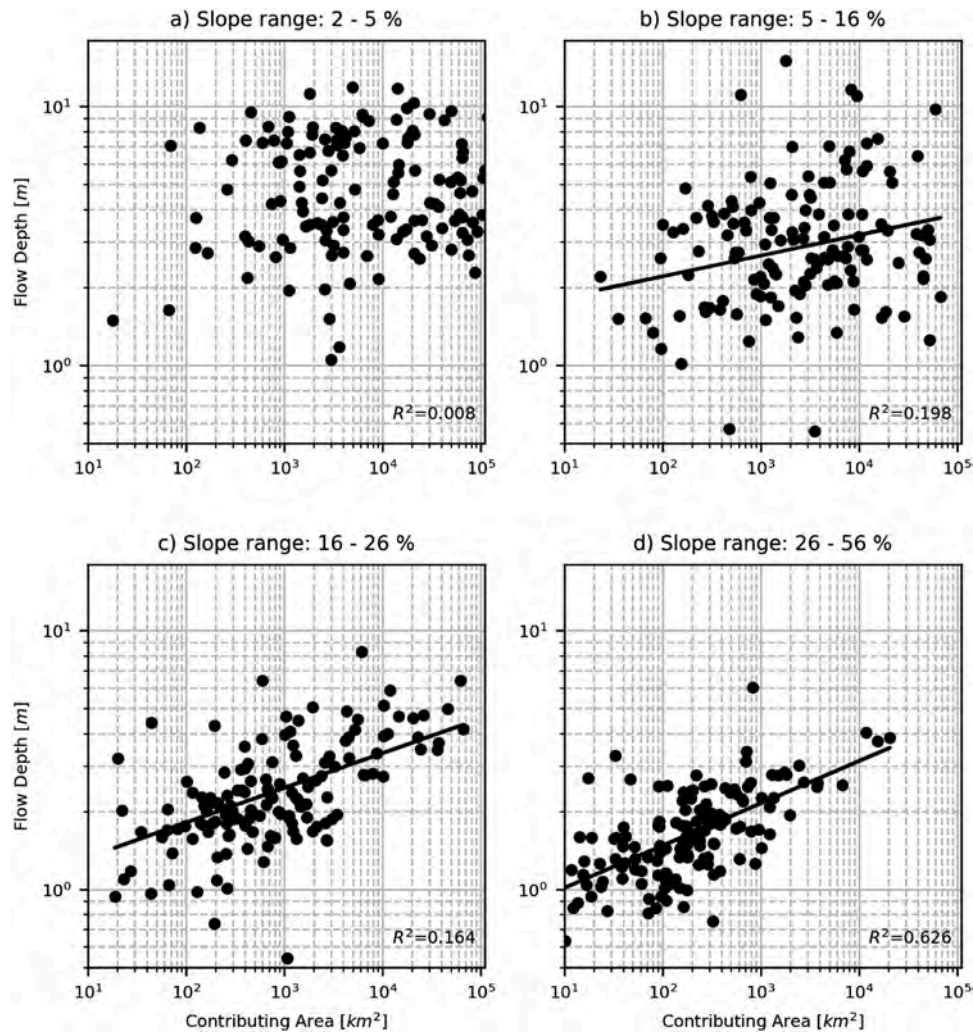 a) Slope range: 2 - 5 %
Flow Depth [m]
10¹
10⁰
R²=0.008
10¹ 10² 10³ 10⁴ 10⁵
b) Slope range: 5 - 16 %
10¹
10⁰
R²=0.198
10¹ 10² 10³ 10⁴ 10⁵
c) Slope range: 16 - 26 %
Flow Depth [m]
10¹
10⁰
R²=0.164
10¹ 10² 10³ 10⁴ 10⁵
Contributing Area [km²]
d) Slope range: 26 - 56 %
10¹
10⁰
R²=0.626
10¹ 10² 10³ 10⁴ 10⁵
Contributing Area [km²]